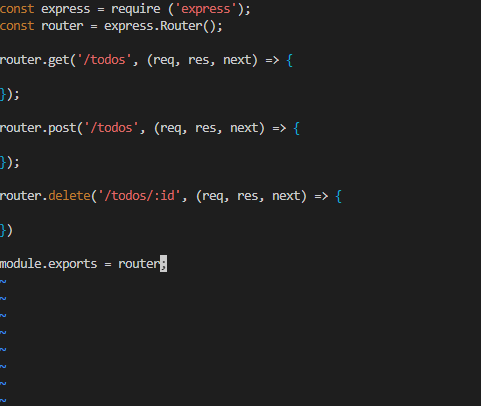 const express = require ('express');
const router = express.Router();
router.get('/todos', (req, res, next) => {
});
router.post('/todos', (req, res, next) => {
});
router.delete('/todos/:id', (req, res, next) => {
})
module.exports = router;
~
~
~
~
~
~
~